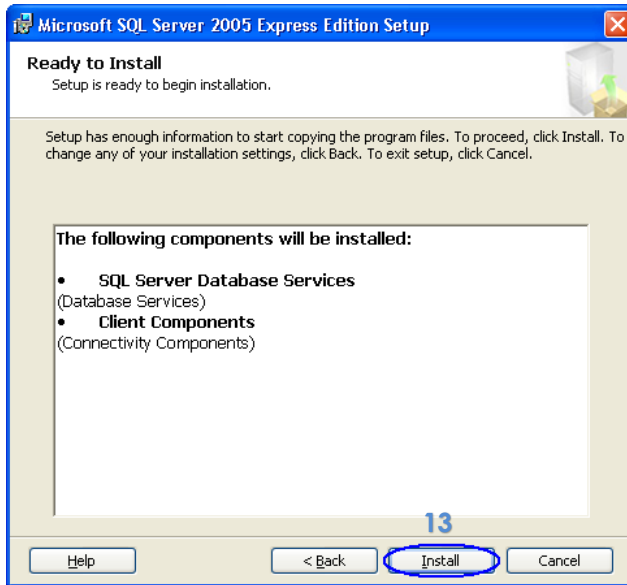 Microsoft SQL Server 2005 Express Edition Setup
Ready to Install
Setup is ready to begin installation.
Setup has enough information to start copying the program files. To proceed, click Install. To
change any of your installation settings, click Back. To exit setup, click Cancel.
The following components will be installed:
• SQL Server Database Services
(Database Services)
• Client Components
(Connectivity Components)
13
Help
< Back
Install
Cancel